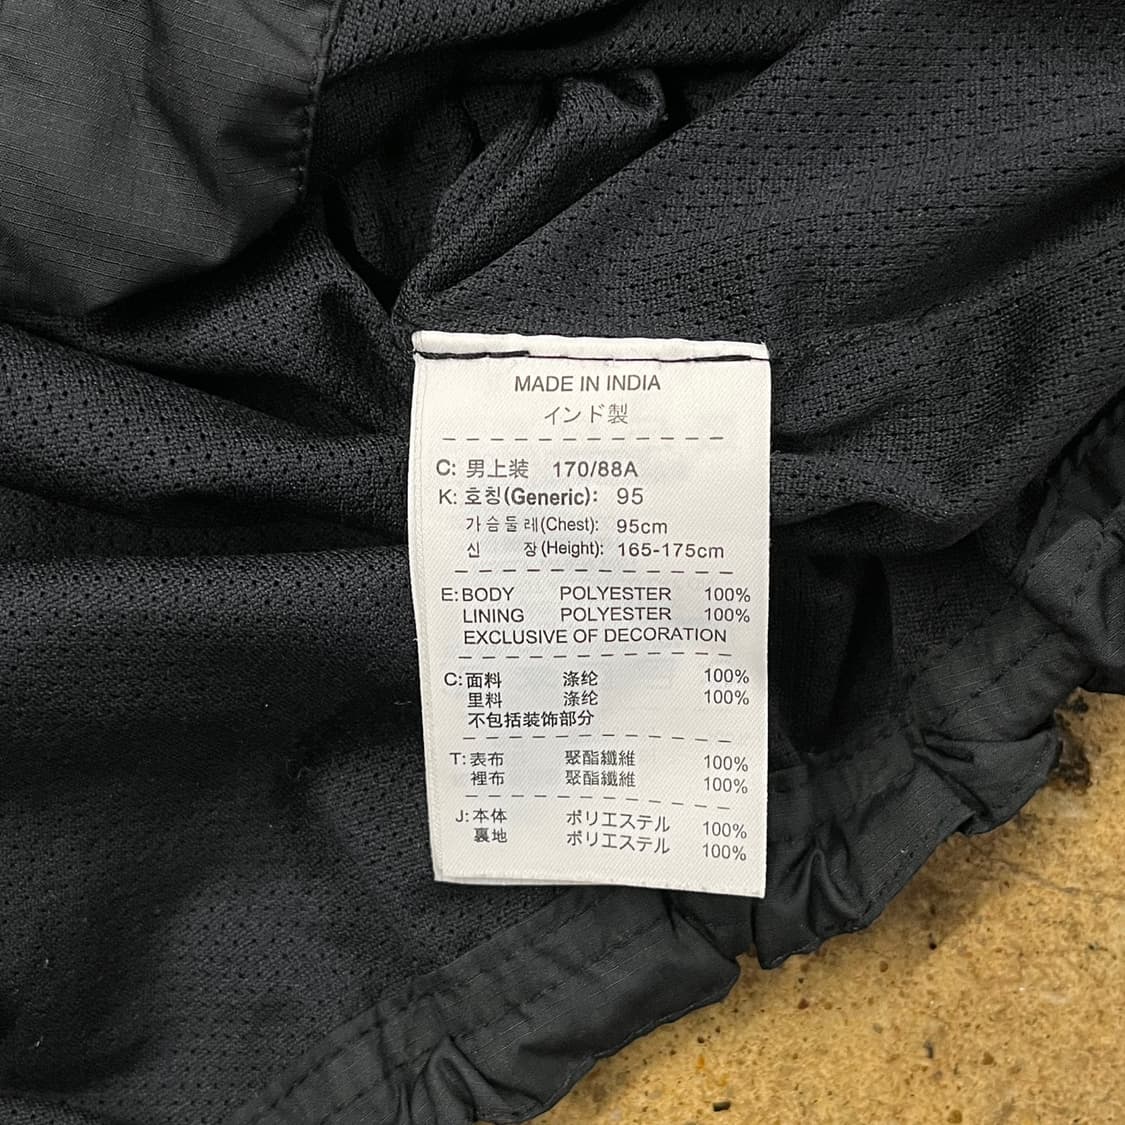 MADE IN INDIA
インド製
C: 男上装 170/88A
K: 호칭(Generic): 95
가슴둘레(Chest): 95cm
신 장(Height): 165-175cm
E: BODY POLYESTER 100%
LINING POLYESTER 100%
EXCLUSIVE OF DECORATION
C: 面料 涤纶 100%
里料 涤纶 100%
不包括装饰部分
T: 表布 聚酯纖維 100%
裡布 聚酯纖維 100%
J: 本体 ポリエステル 100%
裏地 ポリエステル 100%